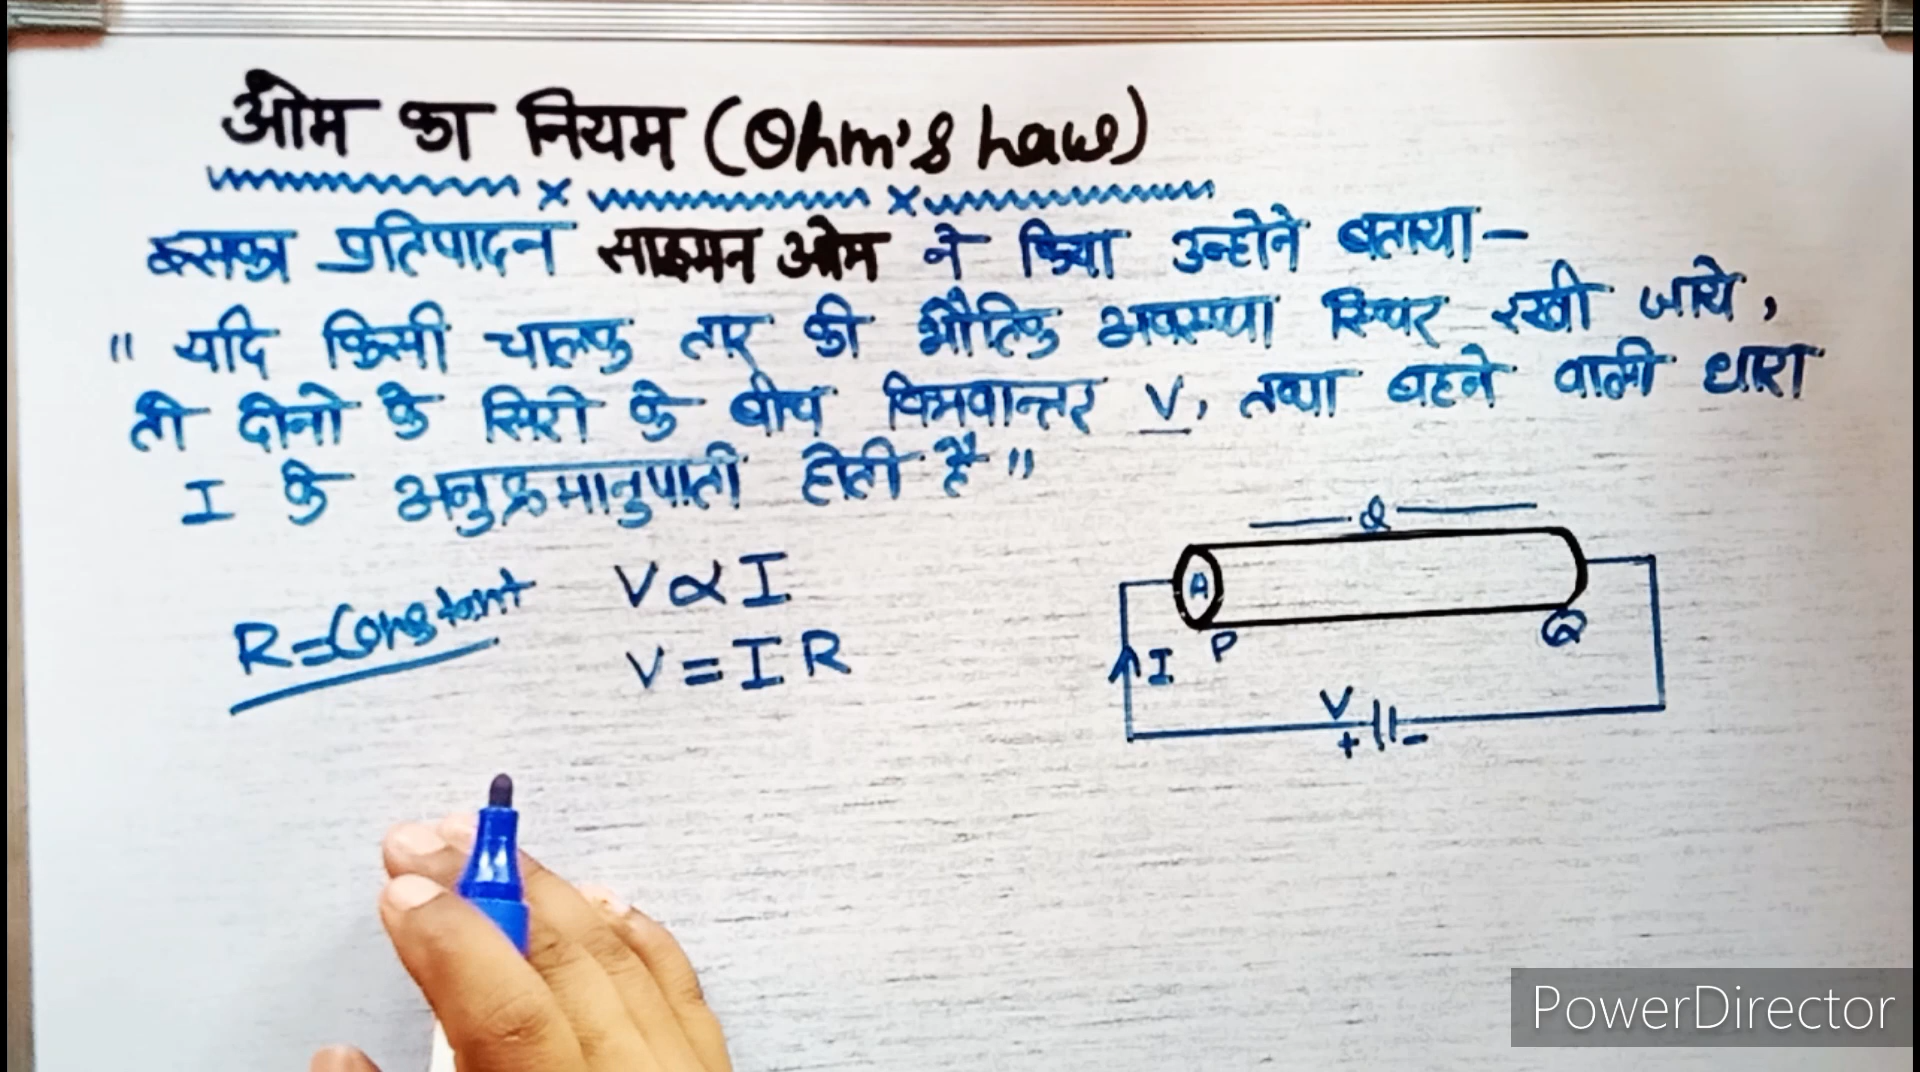 ओम का नियम (Ohm's Law)
इसका प्रतिपादन साइमन ओम ने किया उन्होने बताया-
" यदि किसी चालक तार की भौतिक अवस्था स्थिर रखी जाये,
तो दोनो के सिरो के बीच विभवान्तर V, तथा बहने वाली धारा
I के अनुक्रमानुपाती होती है "
R=Constant
V∝I
V=IR
l
A
P
Q
I
V
+ -
PowerDirector